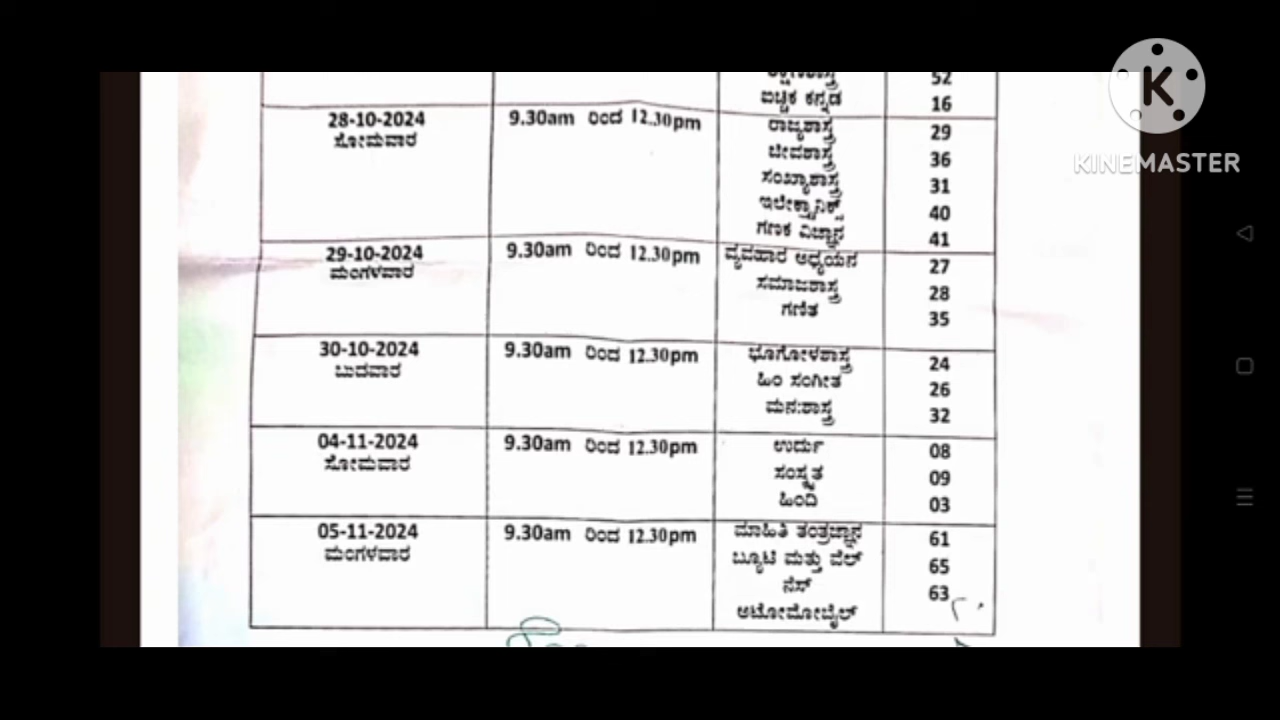 52
ಐಚ್ಛಿಕ ಕನ್ನಡ 16
28-10-2024 9.30am ರಿಂದ 12.30pm ರಾಜ್ಯಶಾಸ್ತ್ರ 29
ಸೋಮವಾರ ಜೀವಶಾಸ್ತ್ರ 36
ಸಂಖ್ಯಾಶಾಸ್ತ್ರ 31
ಇಲೇಕ್ಟ್ರಾನಿಕ್ಸ್ 40
ಗಣಕ ವಿಜ್ಞಾನ 41
29-10-2024 9.30am ರಿಂದ 12.30pm ವ್ಯವಹಾರ ಅಧ್ಯಯನ 27
ಮಂಗಳವಾರ ಸಮಾಜಶಾಸ್ತ್ರ 28
ಗಣಿತ 35
30-10-2024 9.30am ರಿಂದ 12.30pm ಭೂಗೋಳಶಾಸ್ತ್ರ 24
ಬುದವಾರ ಹಿಂ ಸಂಗೀತ 26
ಮನಃಶಾಸ್ತ್ರ 32
04-11-2024 9.30am ರಿಂದ 12.30pm ಉರ್ದು 08
ಸೋಮವಾರ ಸಂಸ್ಕೃತ 09
ಹಿಂದಿ 03
05-11-2024 9.30am ರಿಂದ 12.30pm ಮಾಹಿತಿ ತಂತ್ರಜ್ಞಾನ 61
ಮಂಗಳವಾರ ಬ್ಯೂಟಿ ಮತ್ತು ವೆಲ್ 65
ನೆಸ್ 63
ಆಟೋಮೋಬೈಲ್
K
KINEMASTER